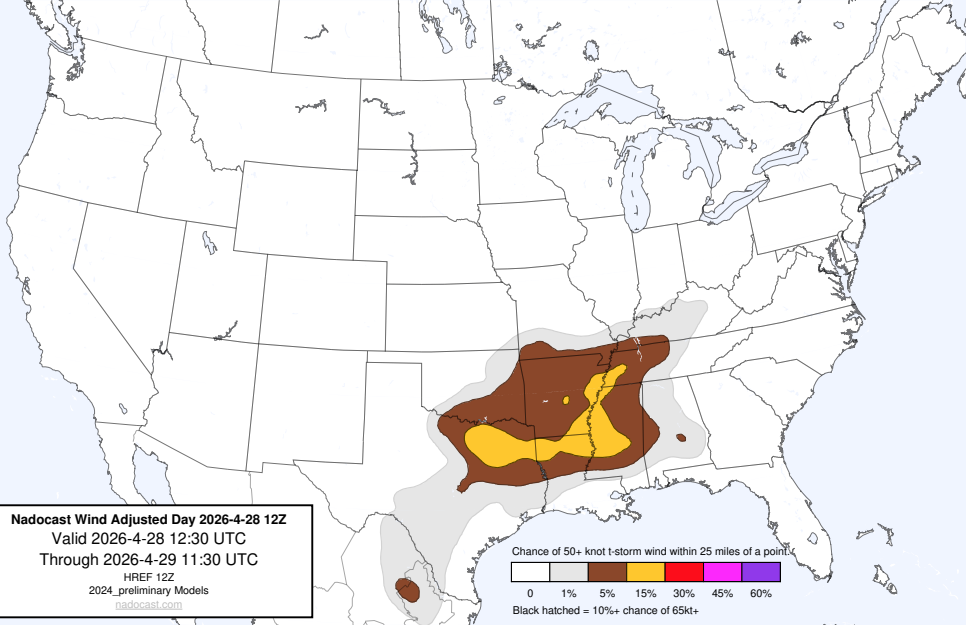 Nadocast Wind Adjusted Day 2026-4-28 12Z
Valid 2026-4-28 12:30 UTC
Through 2026-4-29 11:30 UTC
HREF 12Z
2024_preliminary Models
nadocast.com
Chance of 50+ knot t-storm wind within 25 miles of a point.
0 1% 5% 15% 30% 45% 60%
Black hatched = 10%+ chance of 65kt+